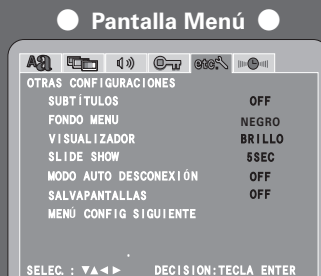 Pantalla Menú
Aa etc.
OTRAS CONFIGURACIONES
SUBTÍTULOS OFF
FONDO MENU NEGRO
VISUALIZADOR BRILLO
SLIDE SHOW 5SEC
MODO AUTO DESCONEXIÓN OFF
SALVAPANTALLAS OFF
MENÚ CONFIG SIGUIENTE
SELEC. : ▼▲◄► DECISION:TECLA ENTER